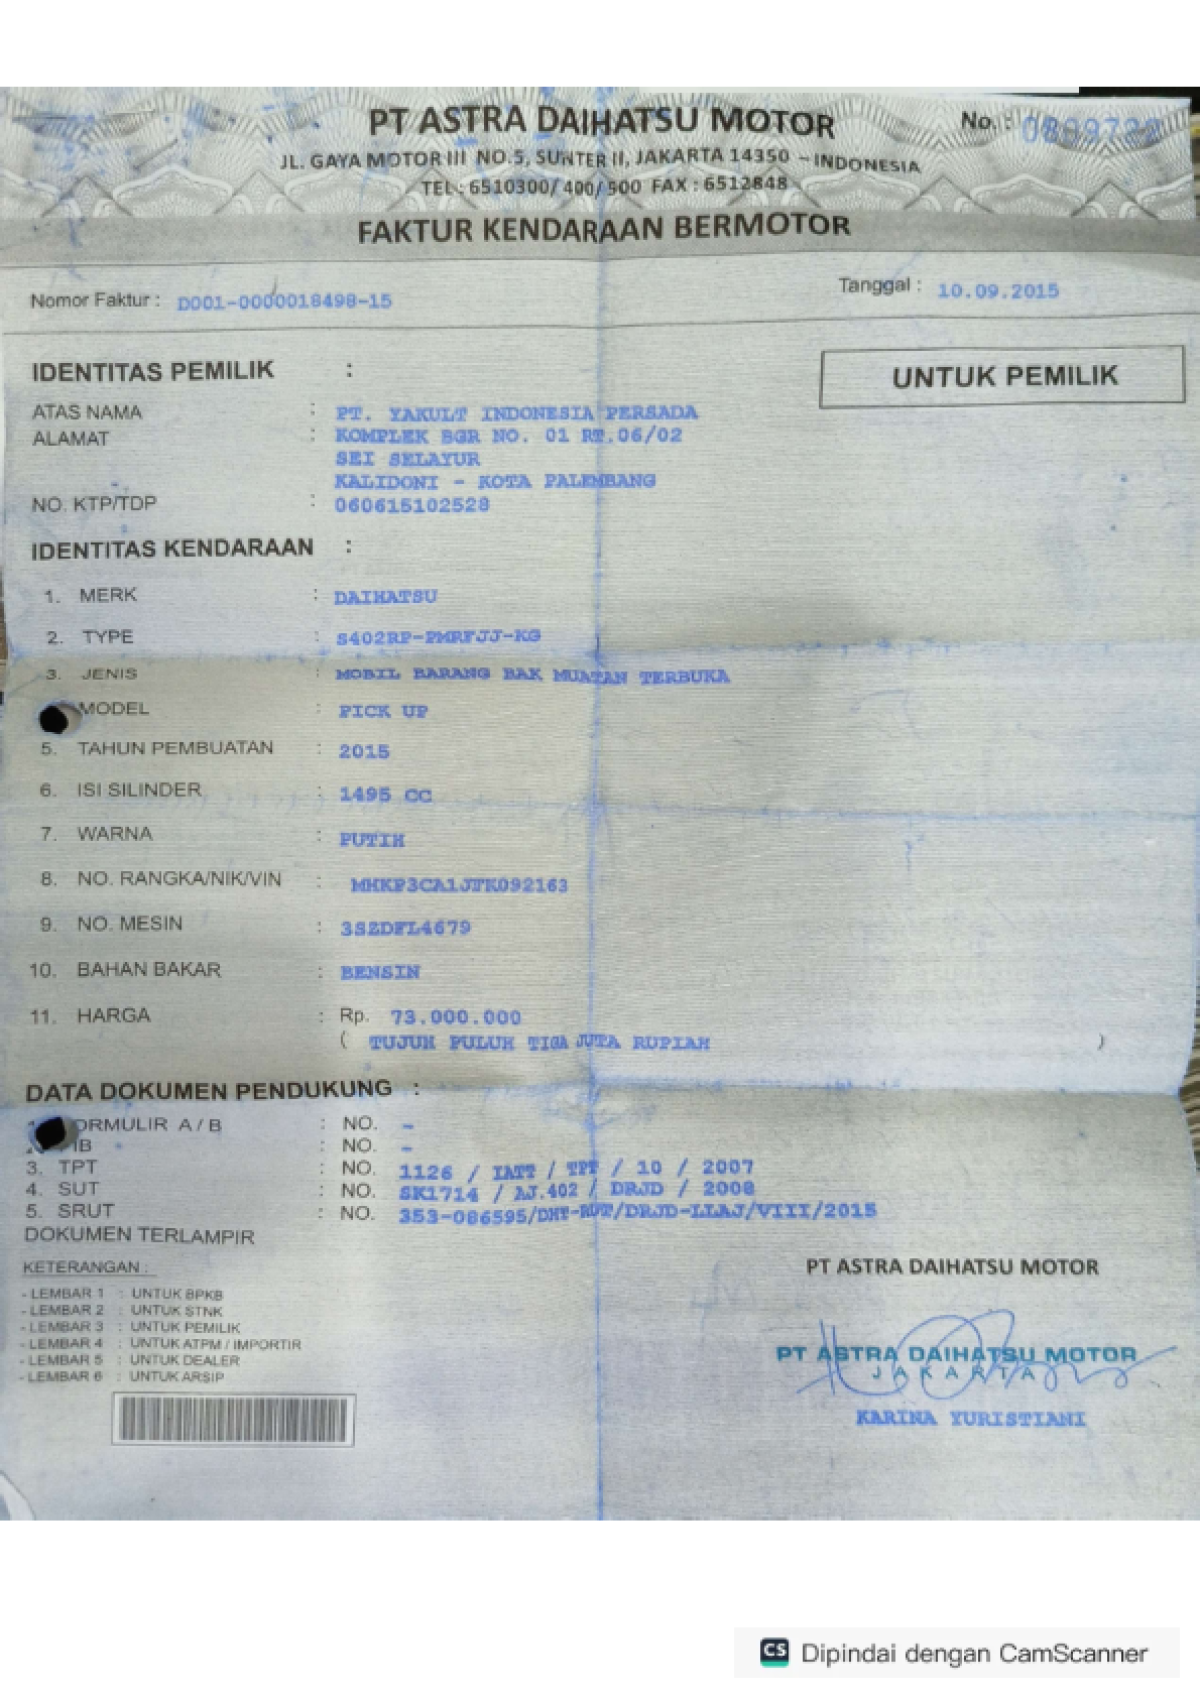 PT ASTRA DAIHATSU MOTOR
No. :
JL. GAYA MOTOR III NO.5, SUNTER II, JAKARTA 14350 - INDONESIA
TEL : 6510300/ 400/ 500 FAX : 6512848
FAKTUR KENDARAAN BERMOTOR
Nomor Faktur : D001-0000018498-15
Tanggal : 10.09.2015
IDENTITAS PEMILIK :
UNTUK PEMILIK
ATAS NAMA : PT. YAKULT INDONESIA PERSADA
ALAMAT : KOMPLEK BGR NO. 01 RT.06/02
SEI SELAYUR
KALIDONI - KOTA PALEMBANG
NO. KTP/TDP : 060615102528
IDENTITAS KENDARAAN :
1. MERK : DAIHATSU
2. TYPE : S402RP-PMRFJJ-KG
3. JENIS : MOBIL BARANG BAK MUATAN TERBUKA
MODEL : PICK UP
5. TAHUN PEMBUATAN : 2015
6. ISI SILINDER : 1495 CC
7. WARNA : PUTIH
8. NO. RANGKA/NIK/VIN : MHKP3CA1JTK092163
9. NO. MESIN : 3SZDFL4679
10. BAHAN BAKAR : BENSIN
11. HARGA : Rp. 73.000.000
( TUJUH PULUH TIGA JUTA RUPIAH )
DATA DOKUMEN PENDUKUNG :
ORMULIR A / B : NO. -
IB : NO. -
3. TPT : NO. 1126 / IATT / TPT / 10 / 2007
4. SUT : NO. SK1714 / AJ.402 / DRJD / 2008
5. SRUT : NO. 353-086595/DHT-RUT/DRJD-LLAJ/VIII/2015
DOKUMEN TERLAMPIR
KETERANGAN :
- LEMBAR 1 : UNTUK BPKB
- LEMBAR 2 : UNTUK STNK
- LEMBAR 3 : UNTUK PEMILIK
- LEMBAR 4 : UNTUK ATPM / IMPORTIR
- LEMBAR 5 : UNTUK DEALER
- LEMBAR 6 : UNTUK ARSIP
PT ASTRA DAIHATSU MOTOR
PT ASTRA DAIHATSU MOTOR
JAKARTA
KARINA YURISTIANI
CS Dipindai dengan CamScanner